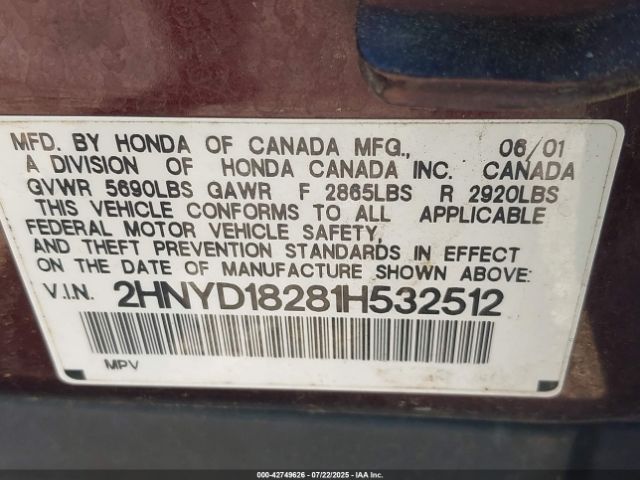 MFD. BY HONDA OF CANADA MFG., 06/01
A DIVISION OF HONDA CANADA INC. CANADA
GVWR 5690LBS GAWR F 2865LBS R 2920LBS
THIS VEHICLE CONFORMS TO ALL APPLICABLE
FEDERAL MOTOR VEHICLE SAFETY,
AND THEFT PREVENTION STANDARDS IN EFFECT
ON THE DATE OF MANUFACTURE SHOWN ABOVE.
V.I.N. 2HNYD18281H532512
MPV
000-42749626 - 07/22/2025 - IAAI.COM